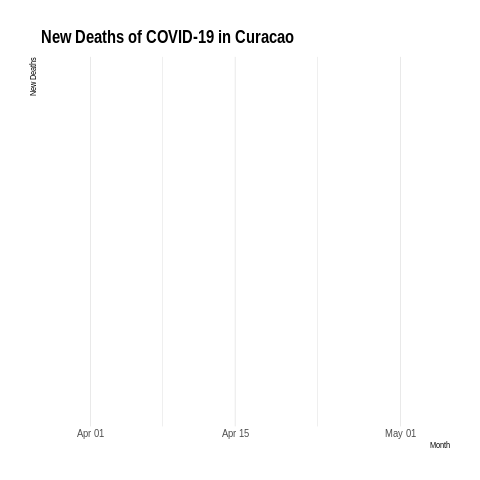 New Deaths of COVID-19 in Curacao
New Deaths
Apr 01
Apr 15
May 01
Month